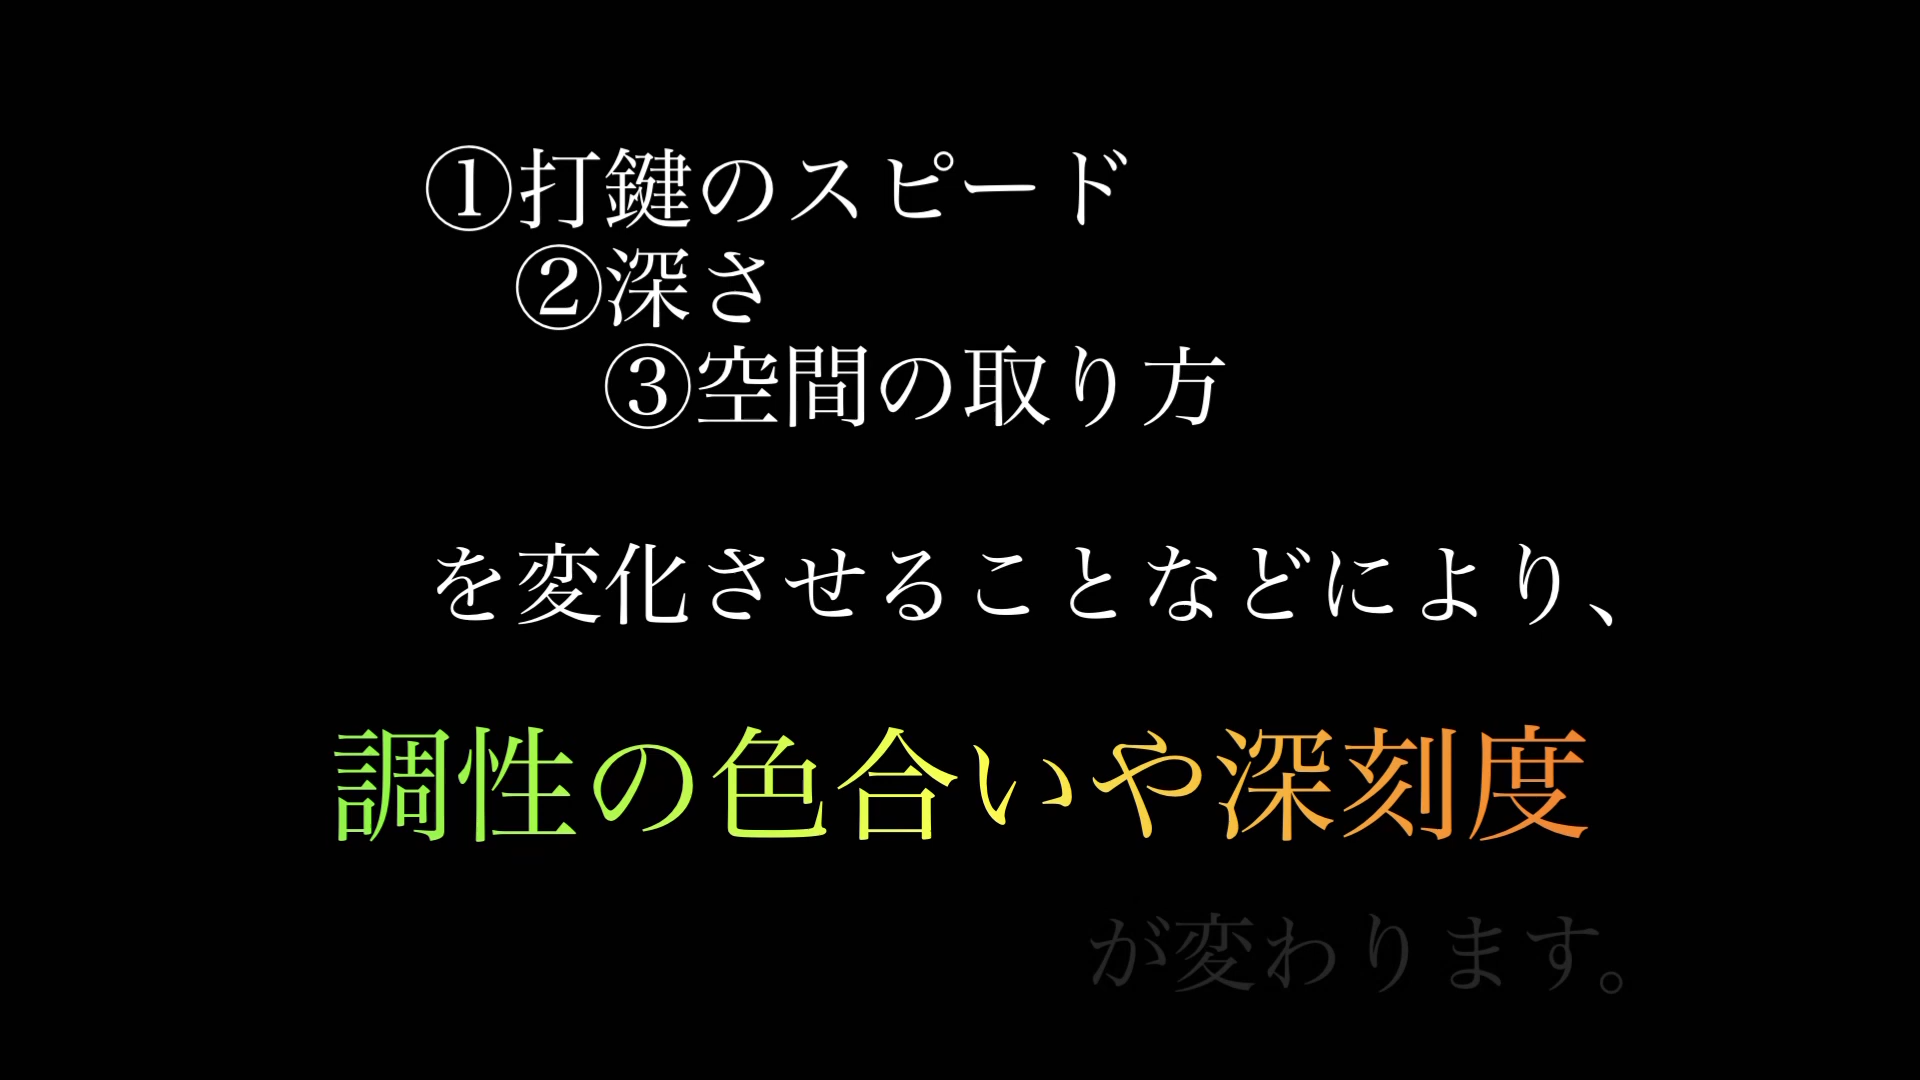 ①打鍵のスピード
②深さ
③空間の取り方
を変化させることなどにより、
調性の色合いや深刻度
が変わります。